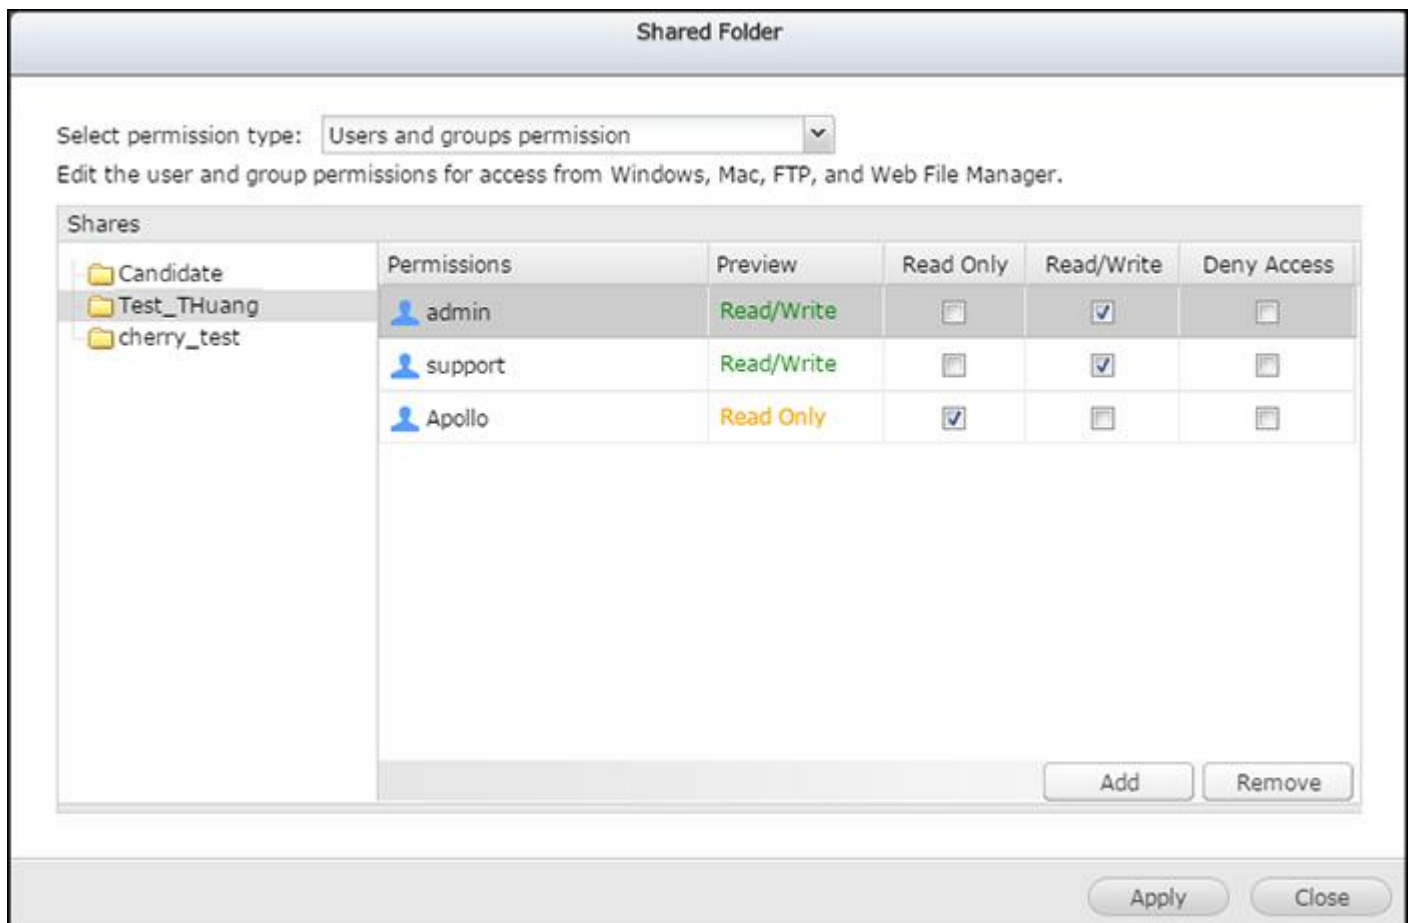 Shared Folder
Select permission type: Users and groups permission
Edit the user and group permissions for access from Windows, Mac, FTP, and Web File Manager.
Shares
Candidate
Test_THuang
cherry_test
Permissions Preview Read Only Read/Write Deny Access
admin Read/Write
support Read/Write
Apollo Read Only
Add Remove
Apply Close